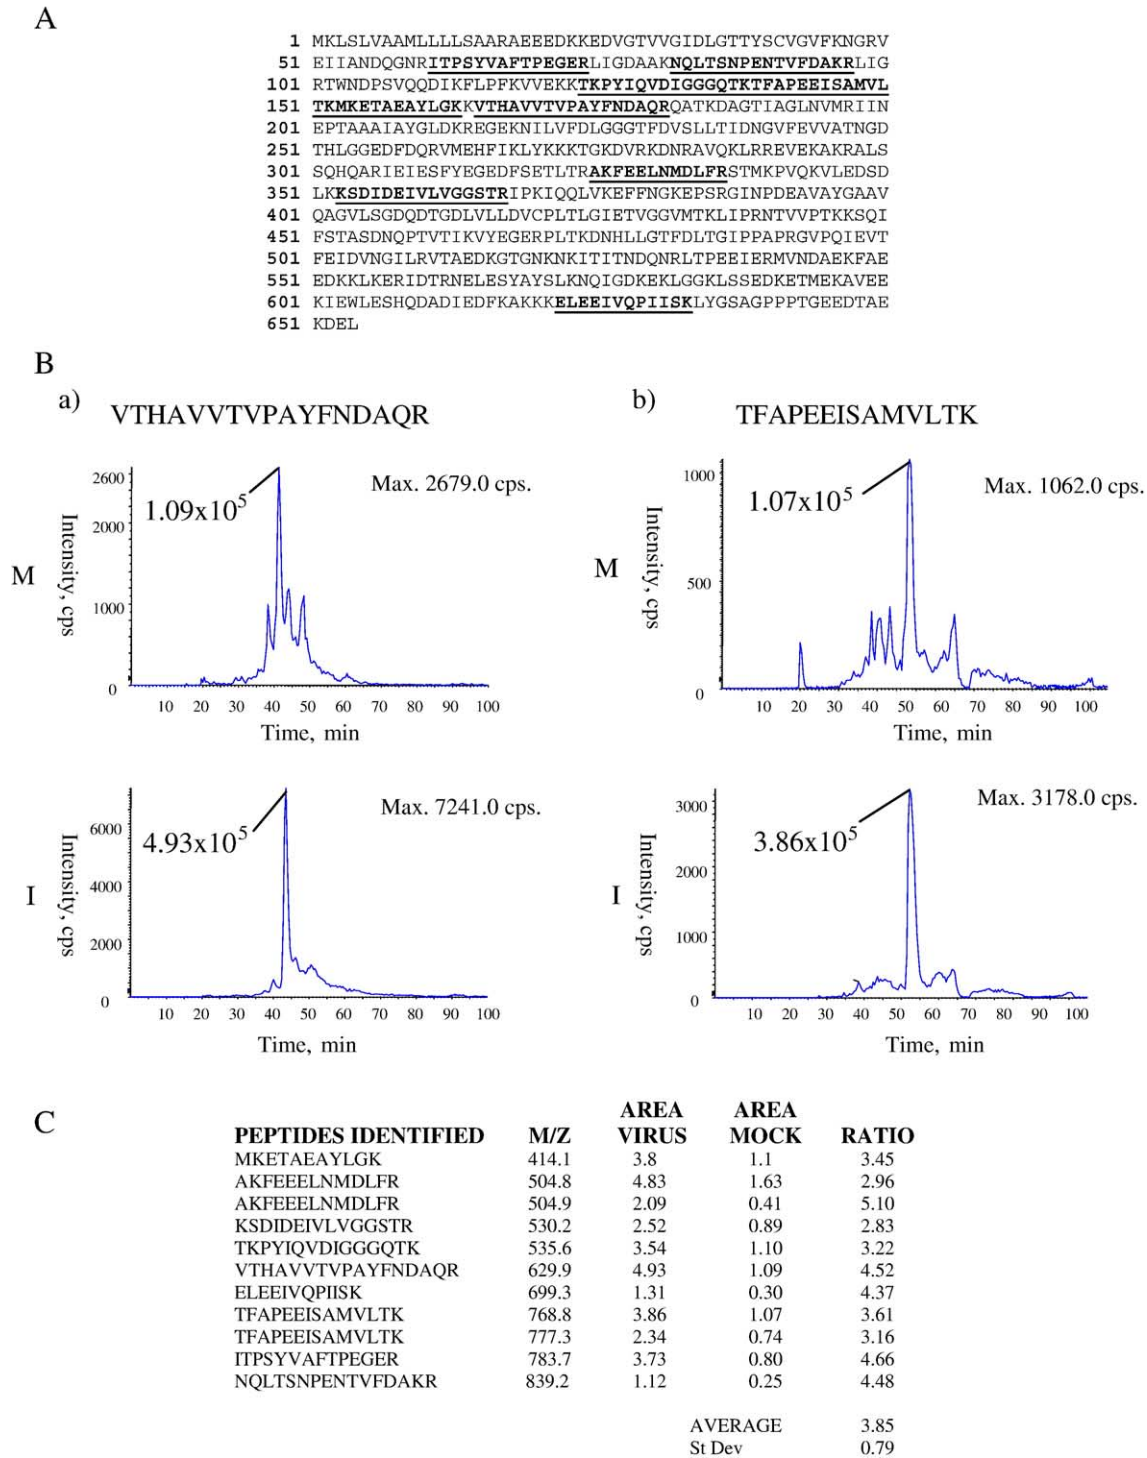 A
1 MKLSLVAAMLLLLSAARAEEEDKKEDVGTVVGIDLGTTYSCVGVFKNGRV
51 EIIANDQGNRITPSYVAFTPEGERLIGDAAKNQLTSNPENTVFDAKRLIG
101 RTWNDPSVQQDIKFLPFKVVEKKTKPYIQVDIGGGQTKTFAPEEISAMVL
151 TKMKETAEAYLGKKVTHAVVTVPAYFNDAQRQATKDAGTIAGLNVMRIIN
201 EPTAAAIAYGLDKREGEKNILVFDLGGGTFDVSLLTIDNGVFEVVATNGD
251 THLGGEDFDQRVMEHFIKLYKKKTGKDVRKDNRAVQKLRREVEKAKRALS
301 SQHQARIEIESFYEGEDFSETLTRAKFEELNMDLFRSTMKPVQKVLEDSD
351 LKKSDIDEIVLVGGSTRIPKIQQLVKEFFNGKEPSRGINPDEAVAYGAAV
401 QAGVLSGDQDTGDLVLLDVCPLTLGIETVGGVMTKLIPRNTVVPTKKSQI
451 FSTASDNQPTVTIKVYEGERPLTKDNHLLGTFDLTGIPPAPRGVPQIEVT
501 FEIDVNGILRVTAEDKGTGNKNKITITNDQNRLTPEEIERMVNDAEKFAE
551 EDKKLKERIDTRNELESYAYSLKNQIGDKEKLGGKLSSEDKETMEKAVEE
601 KIEWLESHQDADIEDFKAKKKELEEIVQPIISKLYGSAGPPPTGEEDTAE
651 KDEL
B
a) VTHAVVTVPAYFNDAQR
b) TFAPEEISAMVLTK
M
Intensity, cps
2600
2000
1000
0
1.09x10^5
Max. 2679.0 cps.
10 20 30 40 50 60 70 80 90 100
Time, min
M
Intensity, cps
1000
500
0
1.07x10^5
Max. 1062.0 cps.
10 20 30 40 50 60 70 80 90 100
Time, min
I
Intensity, cps
6000
4000
2000
0
4.93x10^5
Max. 7241.0 cps.
10 20 30 40 50 60 70 80 90 100
Time, min
I
Intensity, cps
3000
2000
1000
0
3.86x10^5
Max. 3178.0 cps.
10 20 30 40 50 60 70 80 90 100
Time, min
C
AREA AREA
PEPTIDES IDENTIFIED M/Z VIRUS MOCK RATIO
MKETAEAYLGK 414.1 3.8 1.1 3.45
AKFEEELNMDLFR 504.8 4.83 1.63 2.96
AKFEEELNMDLFR 504.9 2.09 0.41 5.10
KSDIDEIVLVGGSTR 530.2 2.52 0.89 2.83
TKPYIQVDIGGGQTK 535.6 3.54 1.10 3.22
VTHAVVTVPAYFNDAQR 629.9 4.93 1.09 4.52
ELEEIVQPIISK 699.3 1.31 0.30 4.37
TFAPEEISAMVLTK 768.8 3.86 1.07 3.61
TFAPEEISAMVLTK 777.3 2.34 0.74 3.16
ITPSYVAFTPEGER 783.7 3.73 0.80 4.66
NQLTSNPENTVFDAKR 839.2 1.12 0.25 4.48
AVERAGE 3.85
St Dev 0.79